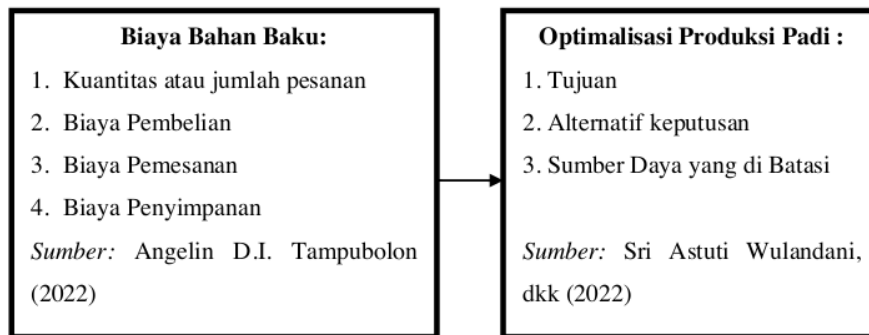 Biaya Bahan Baku:
1. Kuantitas atau jumlah pesanan
2. Biaya Pembelian
3. Biaya Pemesanan
4. Biaya Penyimpanan
Sumber: Angelin D.I. Tampubolon
(2022)
Optimalisasi Produksi Padi :
1. Tujuan
2. Alternatif keputusan
3. Sumber Daya yang di Batasi
Sumber: Sri Astuti Wulandani,
dkk (2022)